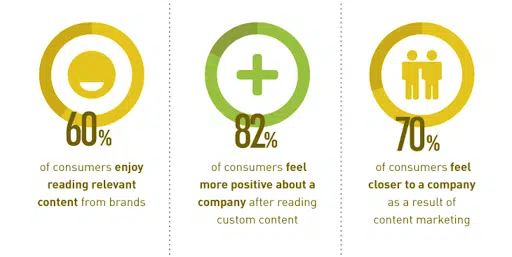 60%
of consumers enjoy
reading relevant
content from brands
82%
of consumers feel
more positive about a
company after reading
custom content
70%
of consumers feel
closer to a company
as a result of
content marketing